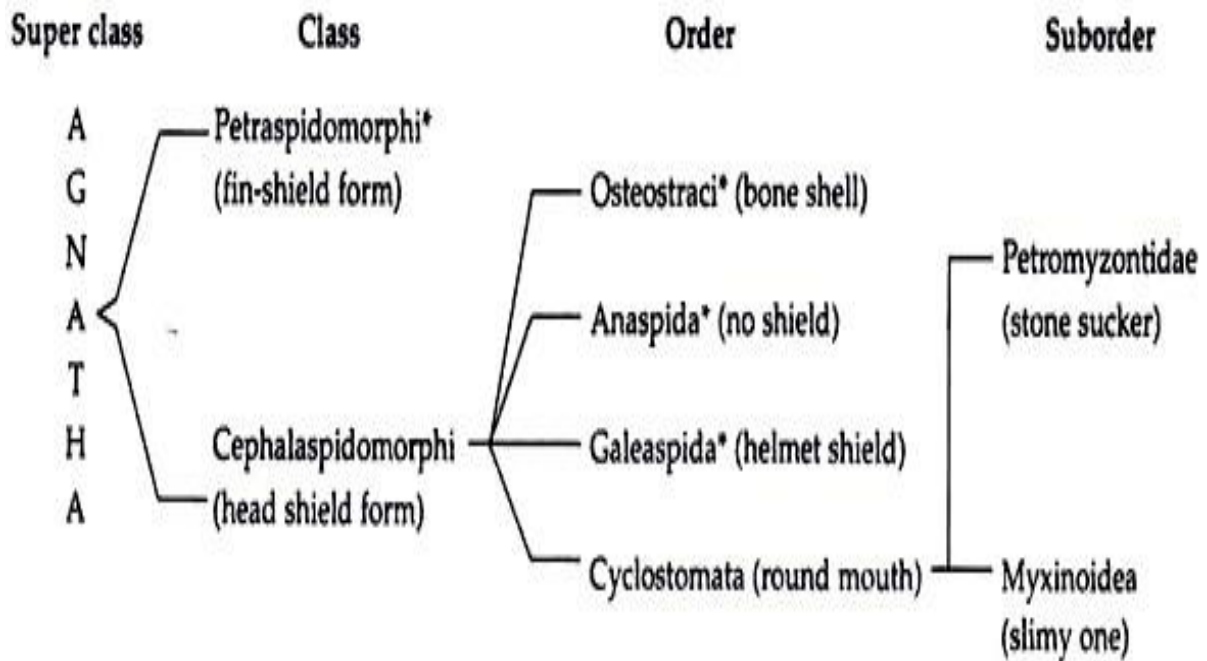 Super class Class Order Suborder
A
G
N
A
T
H
A
Petraspidomorphi*
(fin-shield form)
Cephalaspidomorphi
(head shield form)
Osteostraci* (bone shell)
Anaspida* (no shield)
Galeaspida* (helmet shield)
Cyclostomata (round mouth)
Petromyzontidae
(stone sucker)
Myxinoidea
(slimy one)